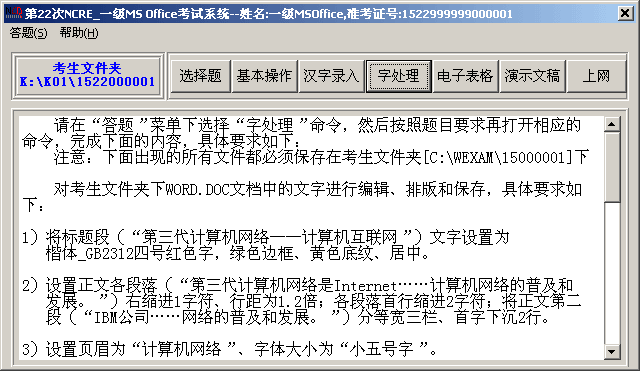 第22次NCRE_一级MS Office考试系统--姓名:一级MSOffice,准考证号:1522999999000001
答题(S) 帮助(H)
考生文件夹
K:\K01\1522000001
选择题 基本操作 汉字录入 字处理 电子表格 演示文稿 上网
请在“答题 ”菜单下选择“字处理 ”命令，然后按照题目要求再打开相应的
命令，完成下面的内容，具体要求如下：
注意：下面出现的所有文件都必须保存在考生文件夹[C:\WEXAM\15000001]下
对考生文件夹下WORD.DOC文档中的文字进行编辑、排版和保存，具体要求如
下：
1）将标题段（“第三代计算机网络——计算机互联网 ”）文字设置为
楷体_GB2312四号红色字，绿色边框、黄色底纹、居中。
2）设置正文各段落（“第三代计算机网络是Internet……计算机网络的普及和
发展。 ”）右缩进1字符、行距为1.2倍；各段落首行缩进2字符；将正文第二
段（“IBM公司……网络的普及和发展。 ”）分等宽三栏、首字下沉2行。
3）设置页眉为“计算机网络 ”、字体大小为“小五号字 ”。